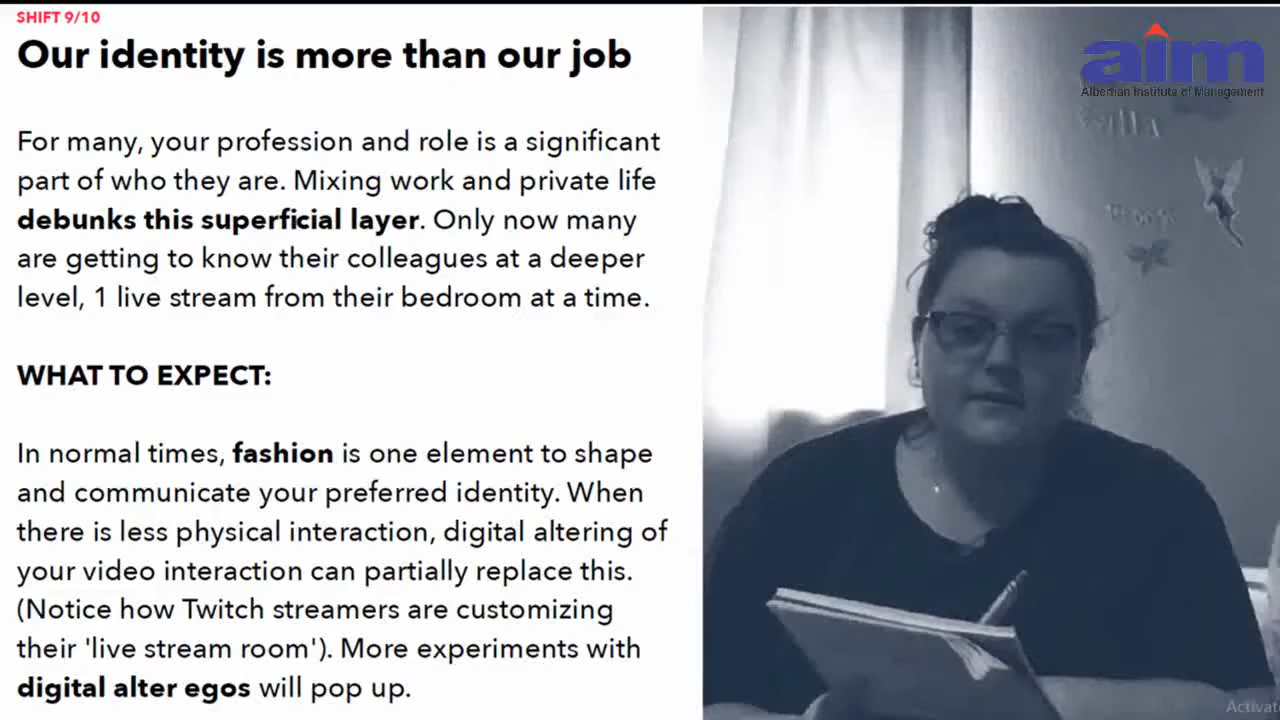 SHIFT 9/10
Our identity is more than our job
For many, your profession and role is a significant
part of who they are. Mixing work and private life
debunks this superficial layer. Only now many
are getting to know their colleagues at a deeper
level, 1 live stream from their bedroom at a time.
WHAT TO EXPECT:
In normal times, fashion is one element to shape
and communicate your preferred identity. When
there is less physical interaction, digital altering of
your video interaction can partially replace this.
(Notice how Twitch streamers are customizing
their 'live stream room'). More experiments with
digital alter egos will pop up.
aim
Albertian Institute of Management
Activat